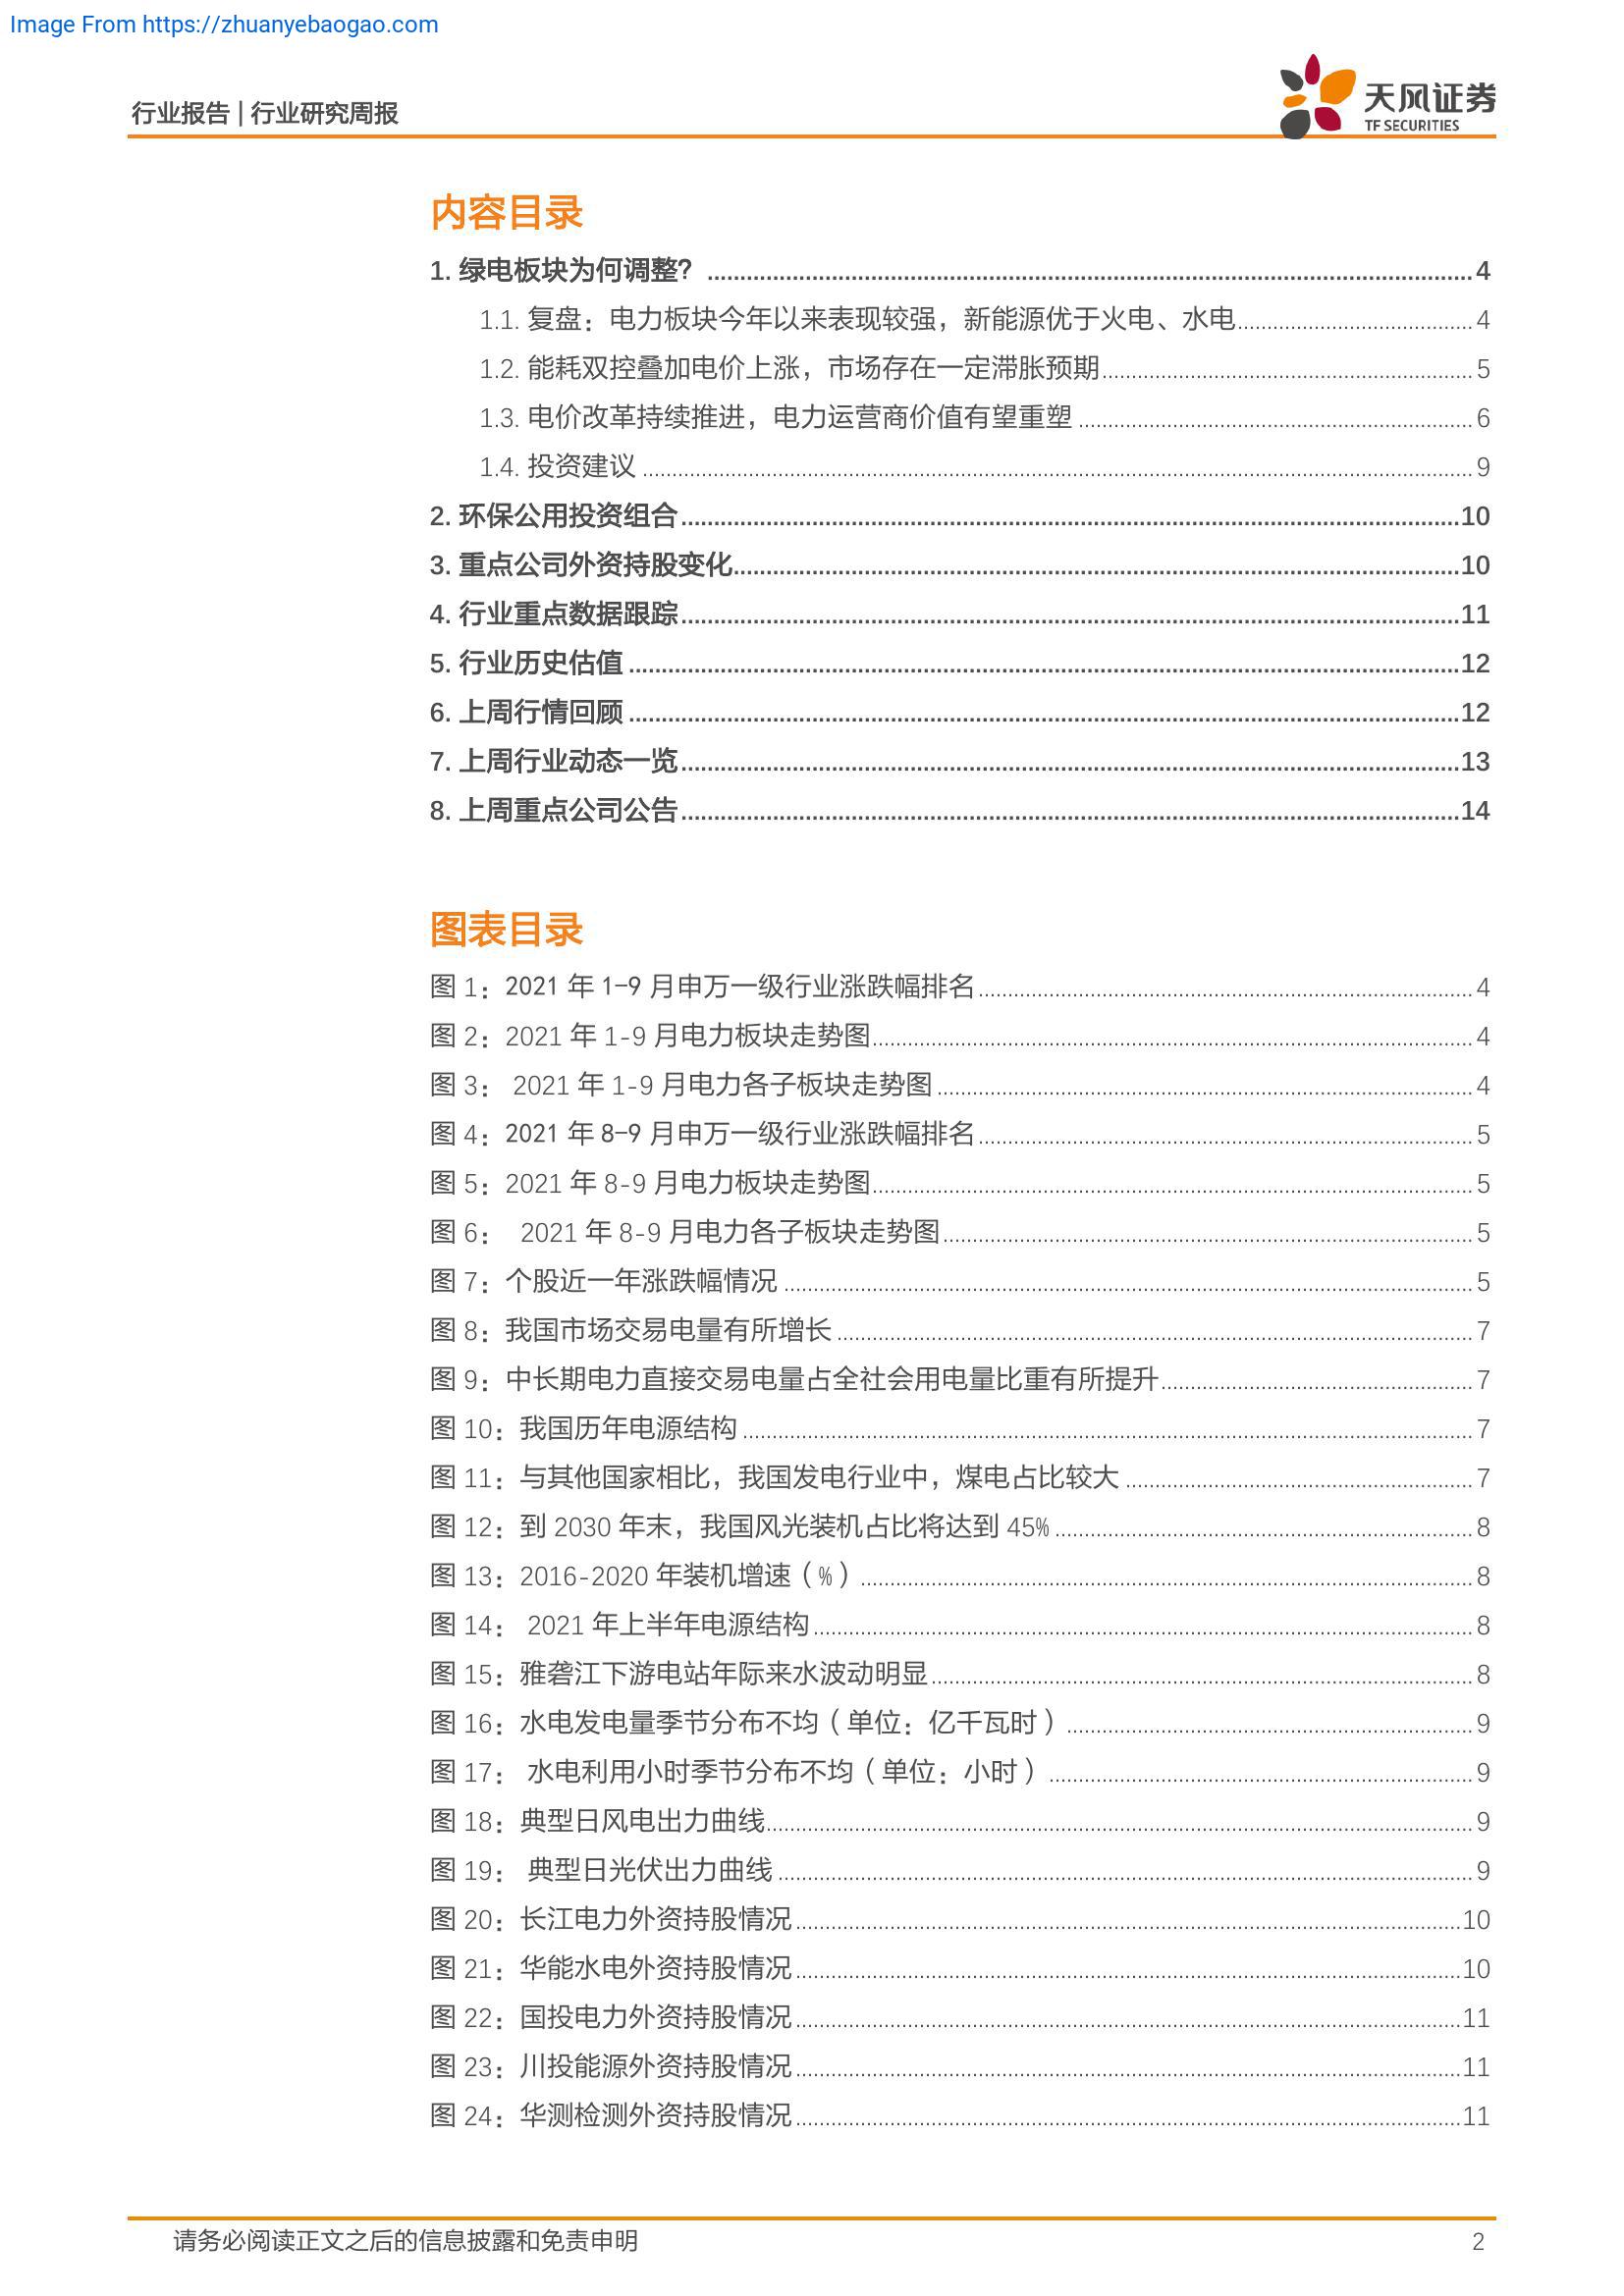 Image From https://zhuanyebaogao.com
行业报告 | 行业研究周报
天风证券
TF SECURITIES
内容目录
1. 绿电板块为何调整？ 4
1.1. 复盘：电力板块今年以来表现较强，新能源优于火电、水电 4
1.2. 能耗双控叠加电价上涨，市场存在一定滞胀预期 5
1.3. 电价改革持续推进，电力运营商价值有望重塑 6
1.4. 投资建议 9
2. 环保公用投资组合 10
3. 重点公司外资持股变化 10
4. 行业重点数据跟踪 11
5. 行业历史估值 12
6. 上周行情回顾 12
7. 上周行业动态一览 13
8. 上周重点公司公告 14
图表目录
图 1：2021 年 1-9 月申万一级行业涨跌幅排名 4
图 2：2021 年 1-9 月电力板块走势图 4
图 3： 2021 年 1-9 月电力各子板块走势图 4
图 4：2021 年 8-9 月申万一级行业涨跌幅排名 5
图 5：2021 年 8-9 月电力板块走势图 5
图 6： 2021 年 8-9 月电力各子板块走势图 5
图 7：个股近一年涨跌幅情况 5
图 8：我国市场交易电量有所增长 7
图 9：中长期电力直接交易电量占全社会用电量比重有所提升 7
图 10：我国历年电源结构 7
图 11：与其他国家相比，我国发电行业中，煤电占比较大 7
图 12：到 2030 年末，我国风光装机占比将达到 45% 8
图 13：2016-2020 年装机增速（%） 8
图 14： 2021 年上半年电源结构 8
图 15：雅砻江下游电站年际来水波动明显 8
图 16：水电发电量季节分布不均（单位：亿千瓦时） 9
图 17： 水电利用小时季节分布不均（单位：小时） 9
图 18：典型日风电出力曲线 9
图 19： 典型日光伏出力曲线 9
图 20：长江电力外资持股情况 10
图 21：华能水电外资持股情况 10
图 22：国投电力外资持股情况 11
图 23：川投能源外资持股情况 11
图 24：华测检测外资持股情况 11
请务必阅读正文之后的信息披露和免责申明 2